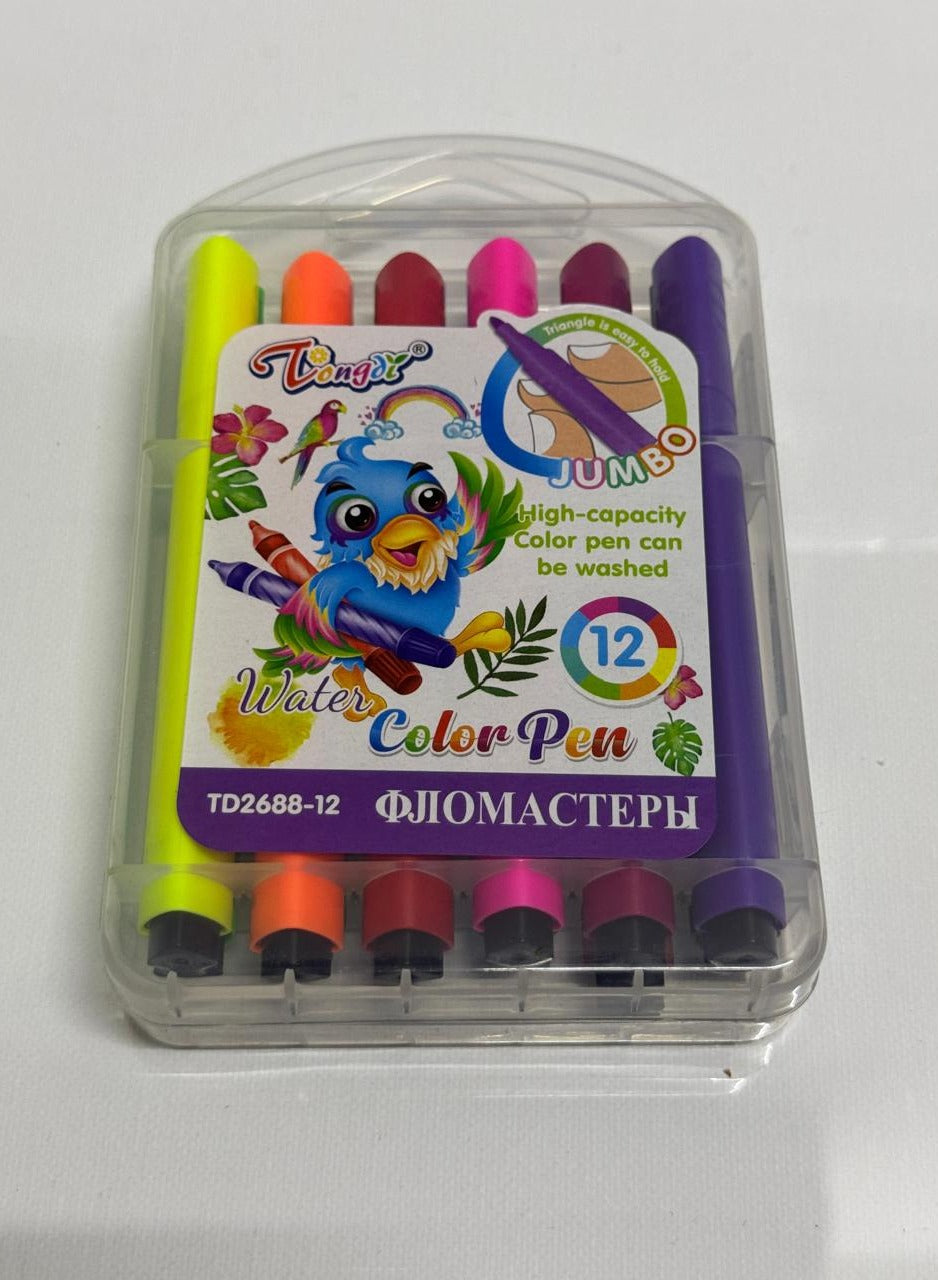 Tongdi®
Triangle is easy to hold
JUMBO
High-capacity
Color pen can
be washed
12
Water
Color Pen
TD2688-12 ФЛОМАСТЕРЫ